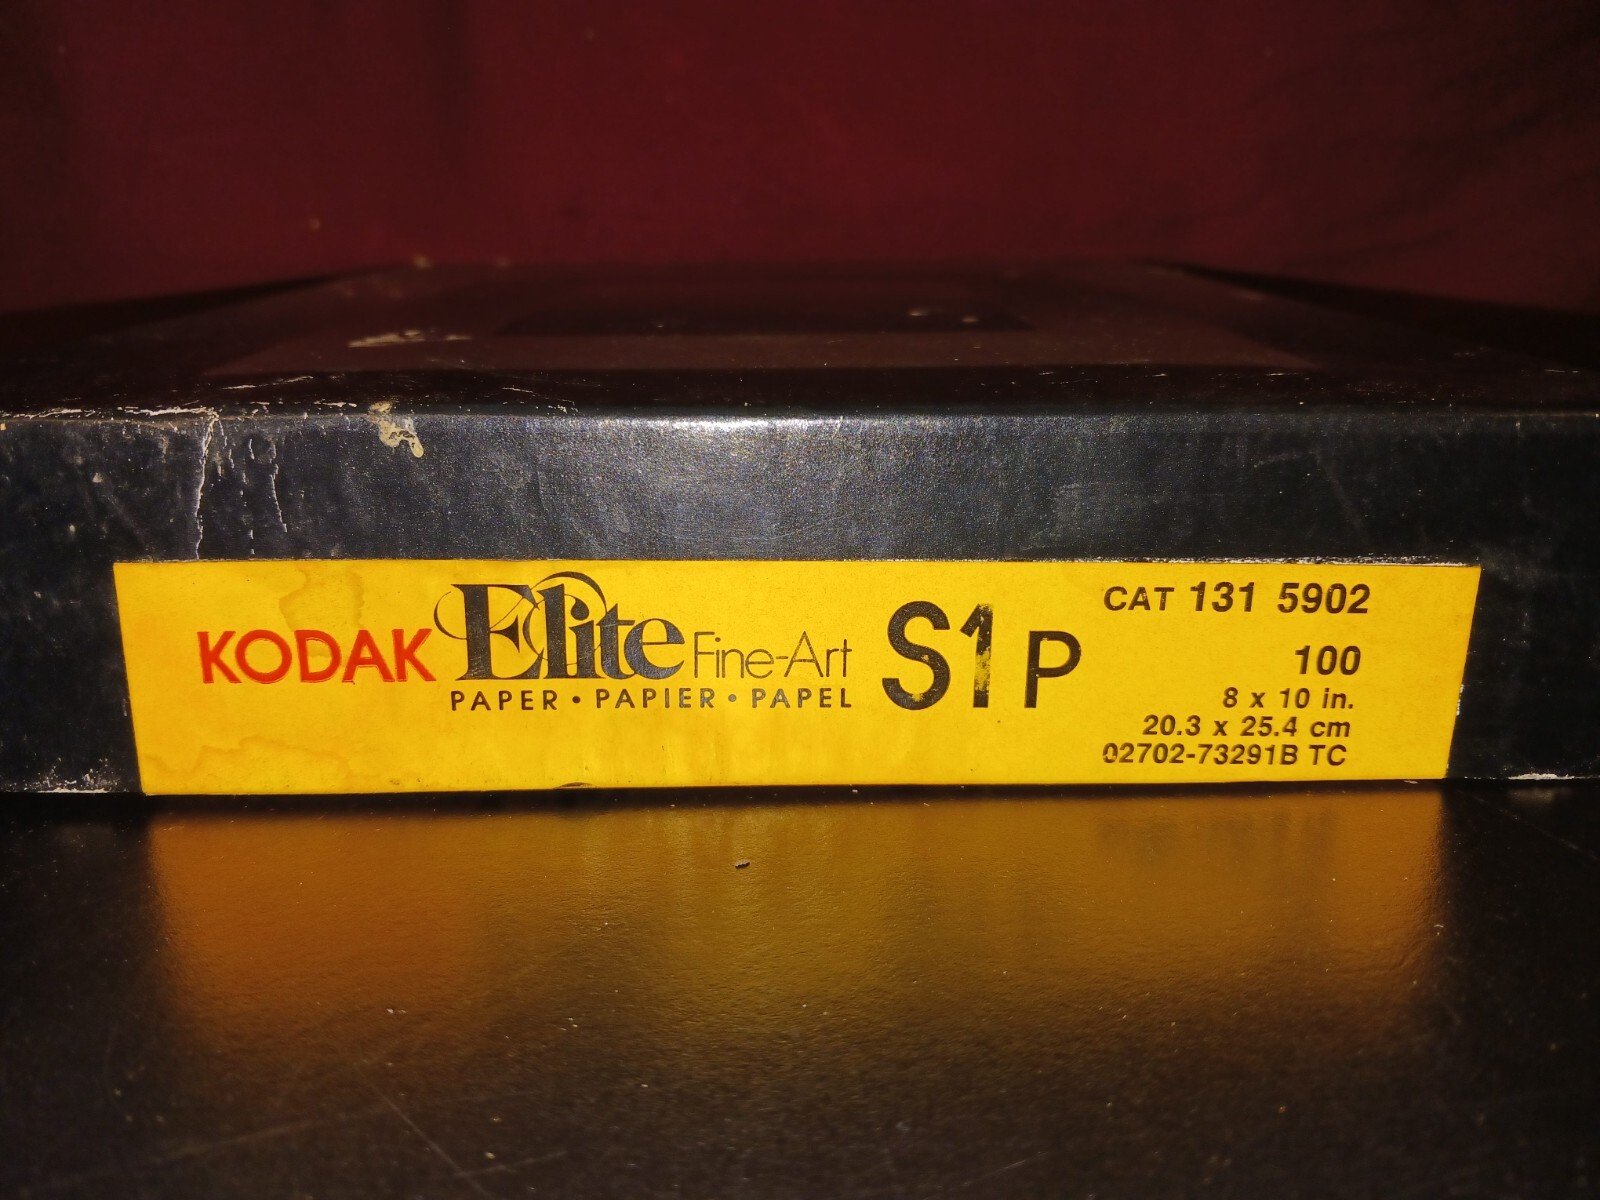 KODAK Elite Fine-Art S1 P
PAPER • PAPIER • PAPEL
CAT 131 5902
100
8 x 10 in.
20.3 x 25.4 cm
02702-73291B TC